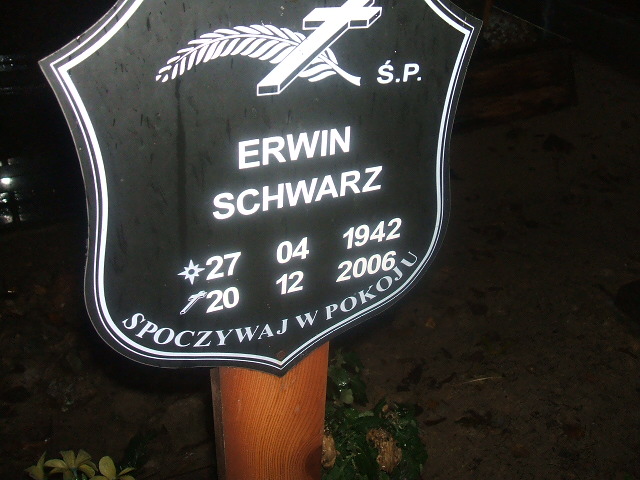 Ś.P.
ERWIN
SCHWARZ
27 04 1942
20 12 2006
SPOCZYWAJ W POKOJU